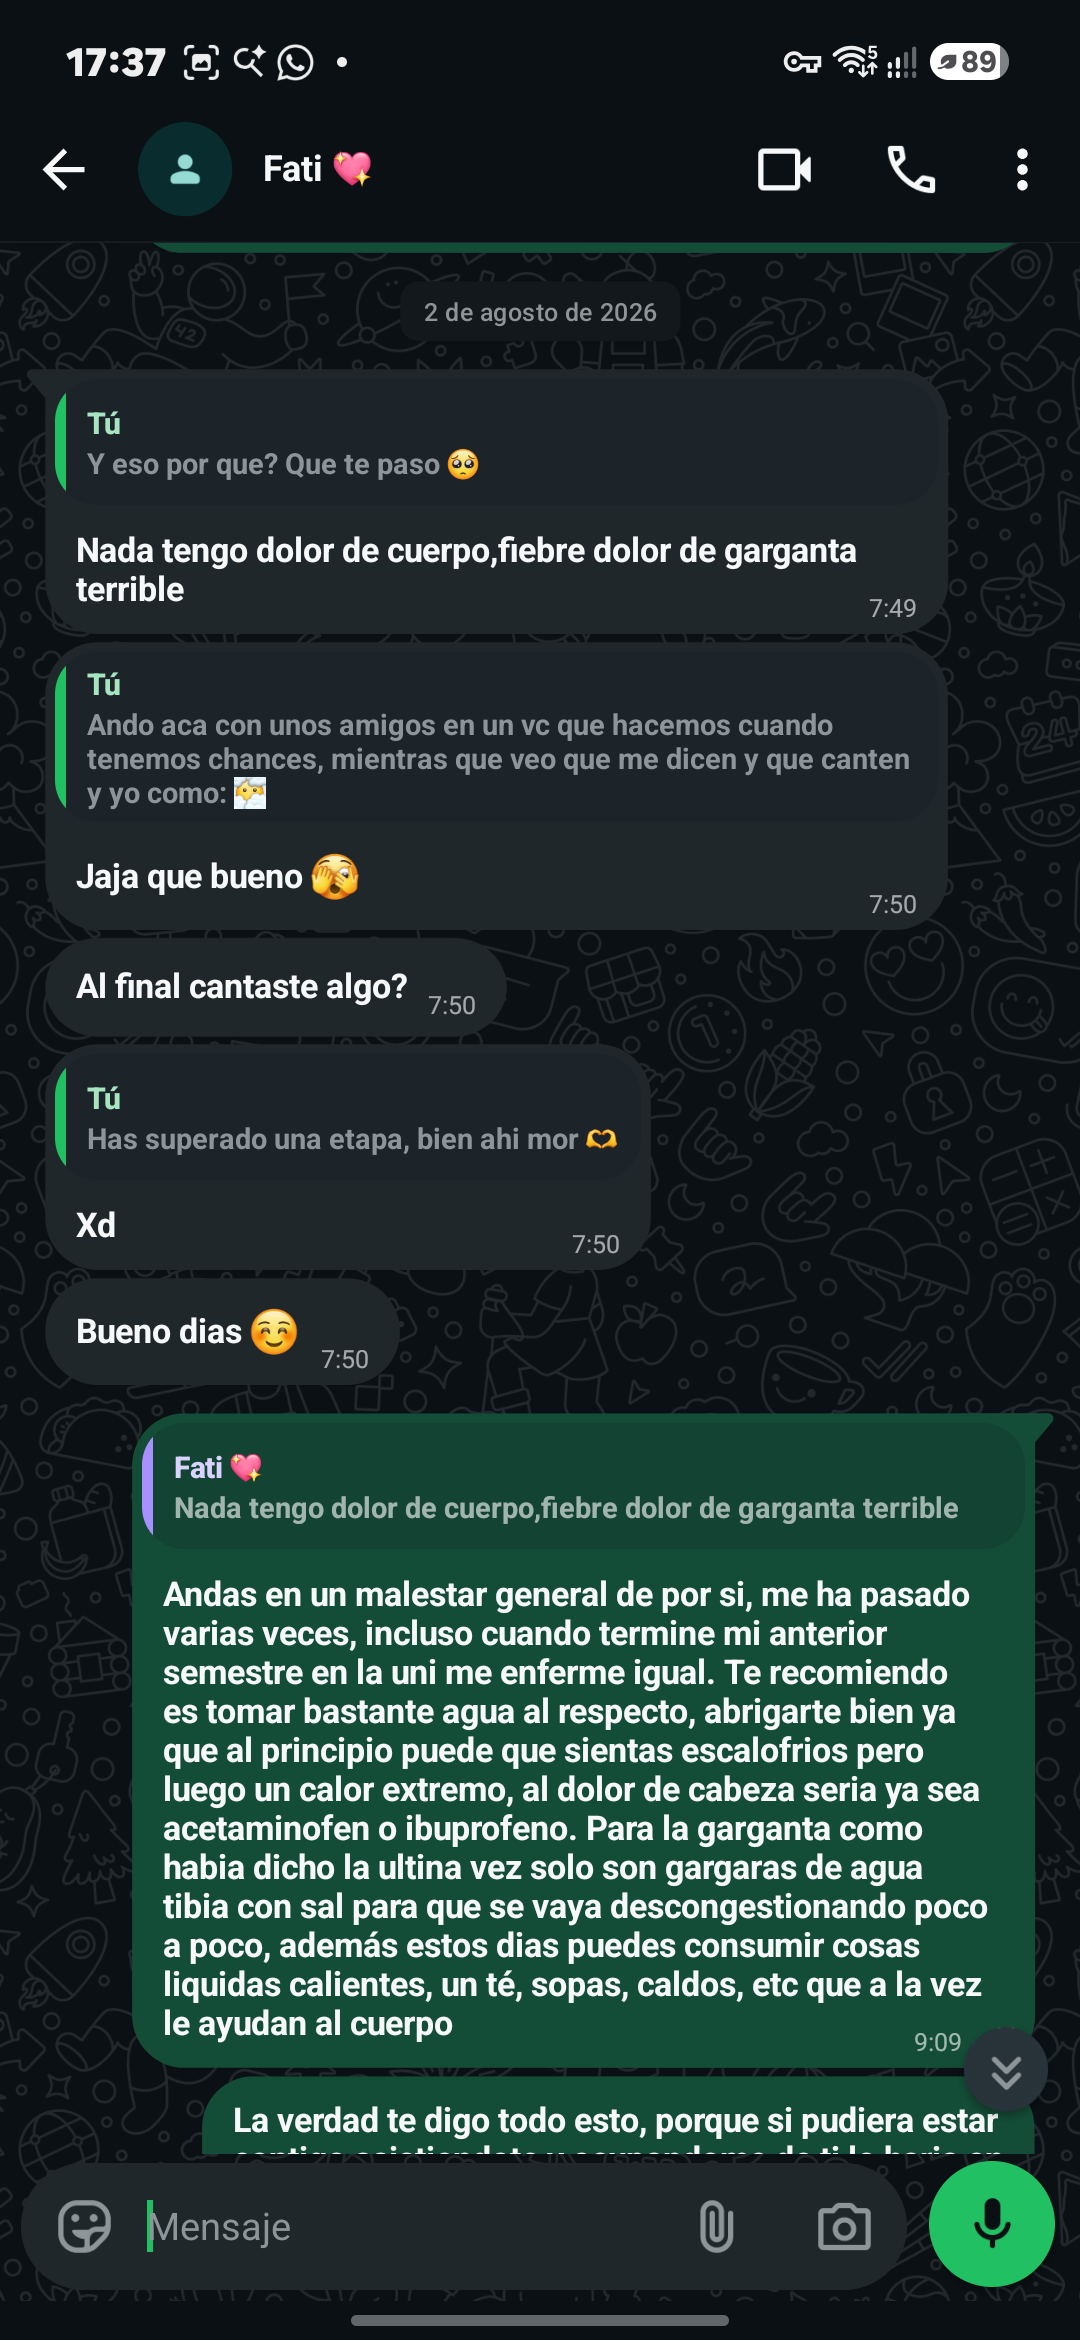 17:37
5
89
Fati 💖
2 de agosto de 2026
Tú
Y eso por que? Que te paso 🥺
Nada tengo dolor de cuerpo,fiebre dolor de garganta
terrible
7:49
Tú
Ando aca con unos amigos en un vc que hacemos cuando
tenemos chances, mientras que veo que me dicen y que canten
y yo como:
Jaja que bueno 🫣
7:50
Al final cantaste algo?
7:50
Tú
Has superado una etapa, bien ahi mor 🫶
Xd
7:50
Bueno dias ☺️
7:50
Fati 💖
Nada tengo dolor de cuerpo,fiebre dolor de garganta terrible
Andas en un malestar general de por si, me ha pasado
varias veces, incluso cuando termine mi anterior
semestre en la uni me enferme igual. Te recomiendo
es tomar bastante agua al respecto, abrigarte bien ya
que al principio puede que sientas escalofrios pero
luego un calor extremo, al dolor de cabeza seria ya sea
acetaminofen o ibuprofeno. Para la garganta como
habia dicho la ultina vez solo son gargaras de agua
tibia con sal para que se vaya descongestionando poco
a poco, además estos dias puedes consumir cosas
liquidas calientes, un té, sopas, caldos, etc que a la vez
le ayudan al cuerpo
9:09
La verdad te digo todo esto, porque si pudiera estar
Mensaje